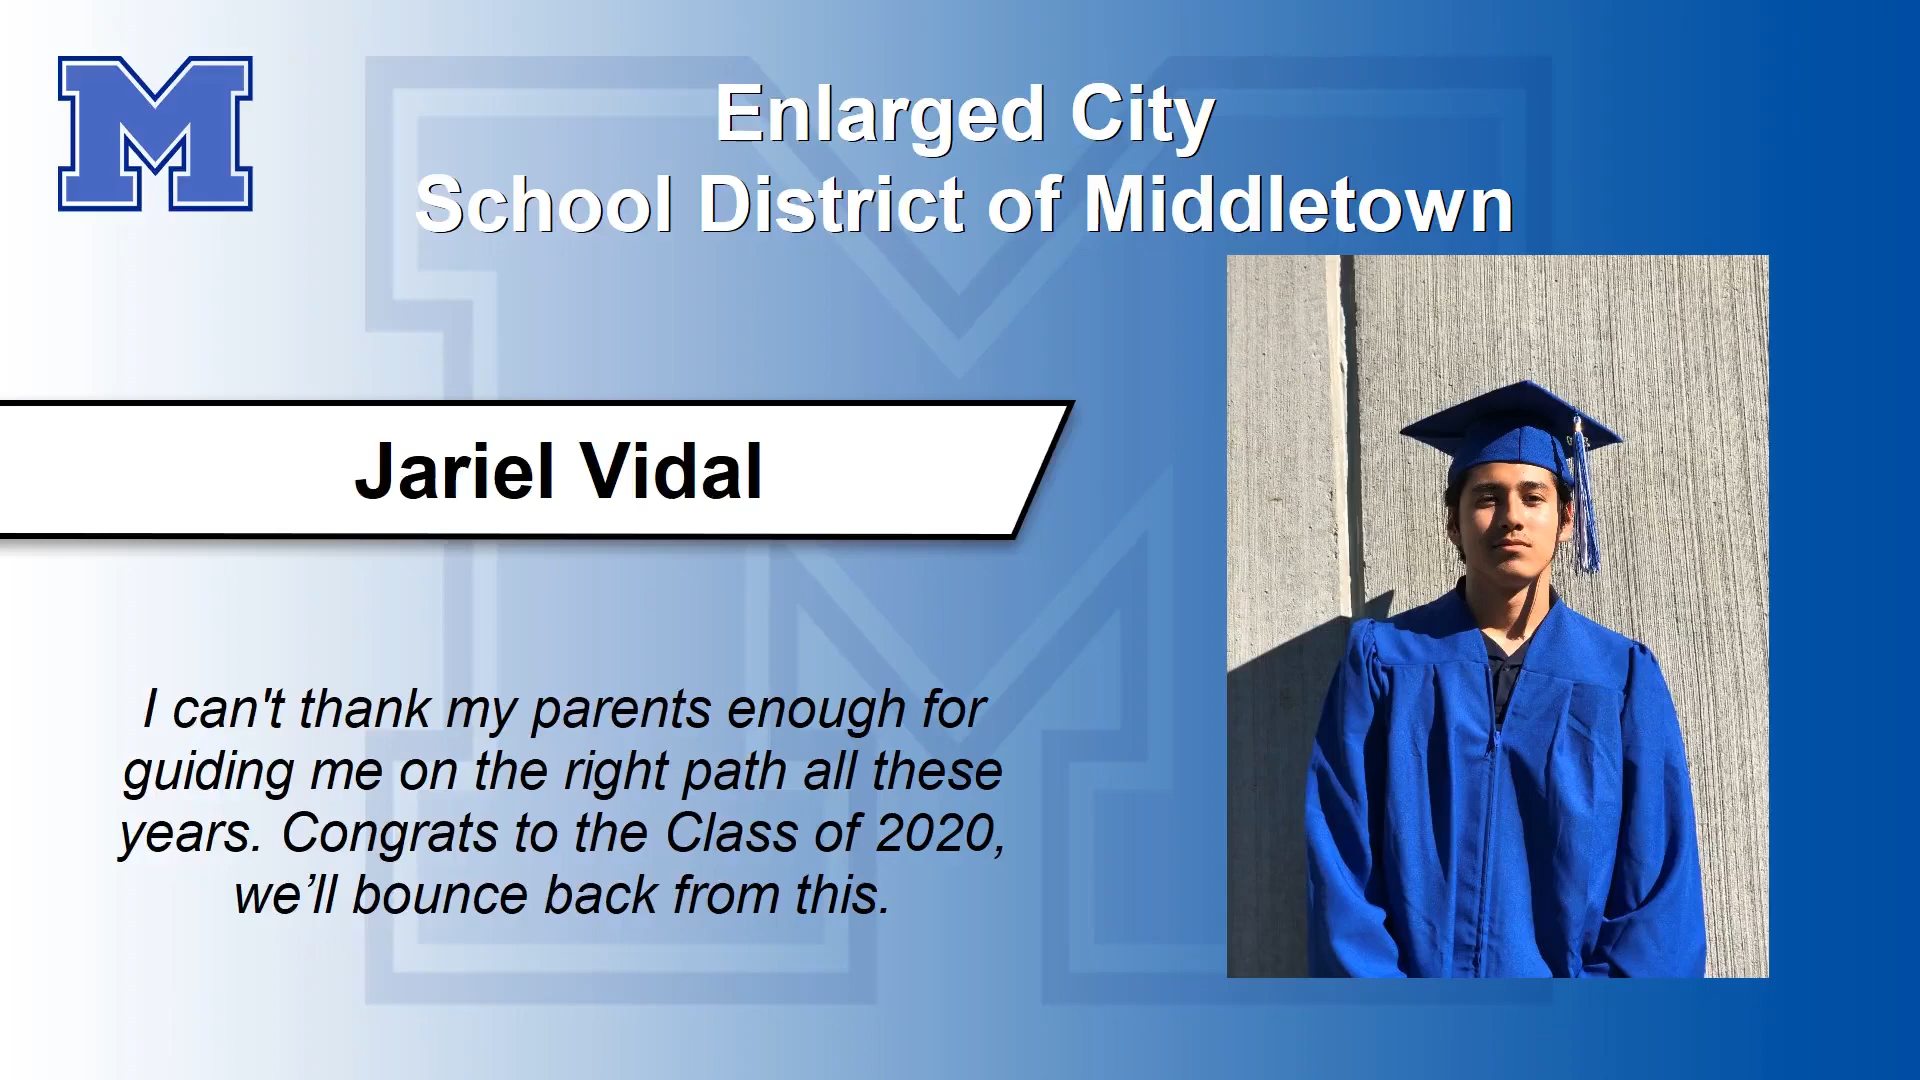 M
Enlarged City
School District of Middletown
Jariel Vidal
I can't thank my parents enough for
guiding me on the right path all these
years. Congrats to the Class of 2020,
we’ll bounce back from this.